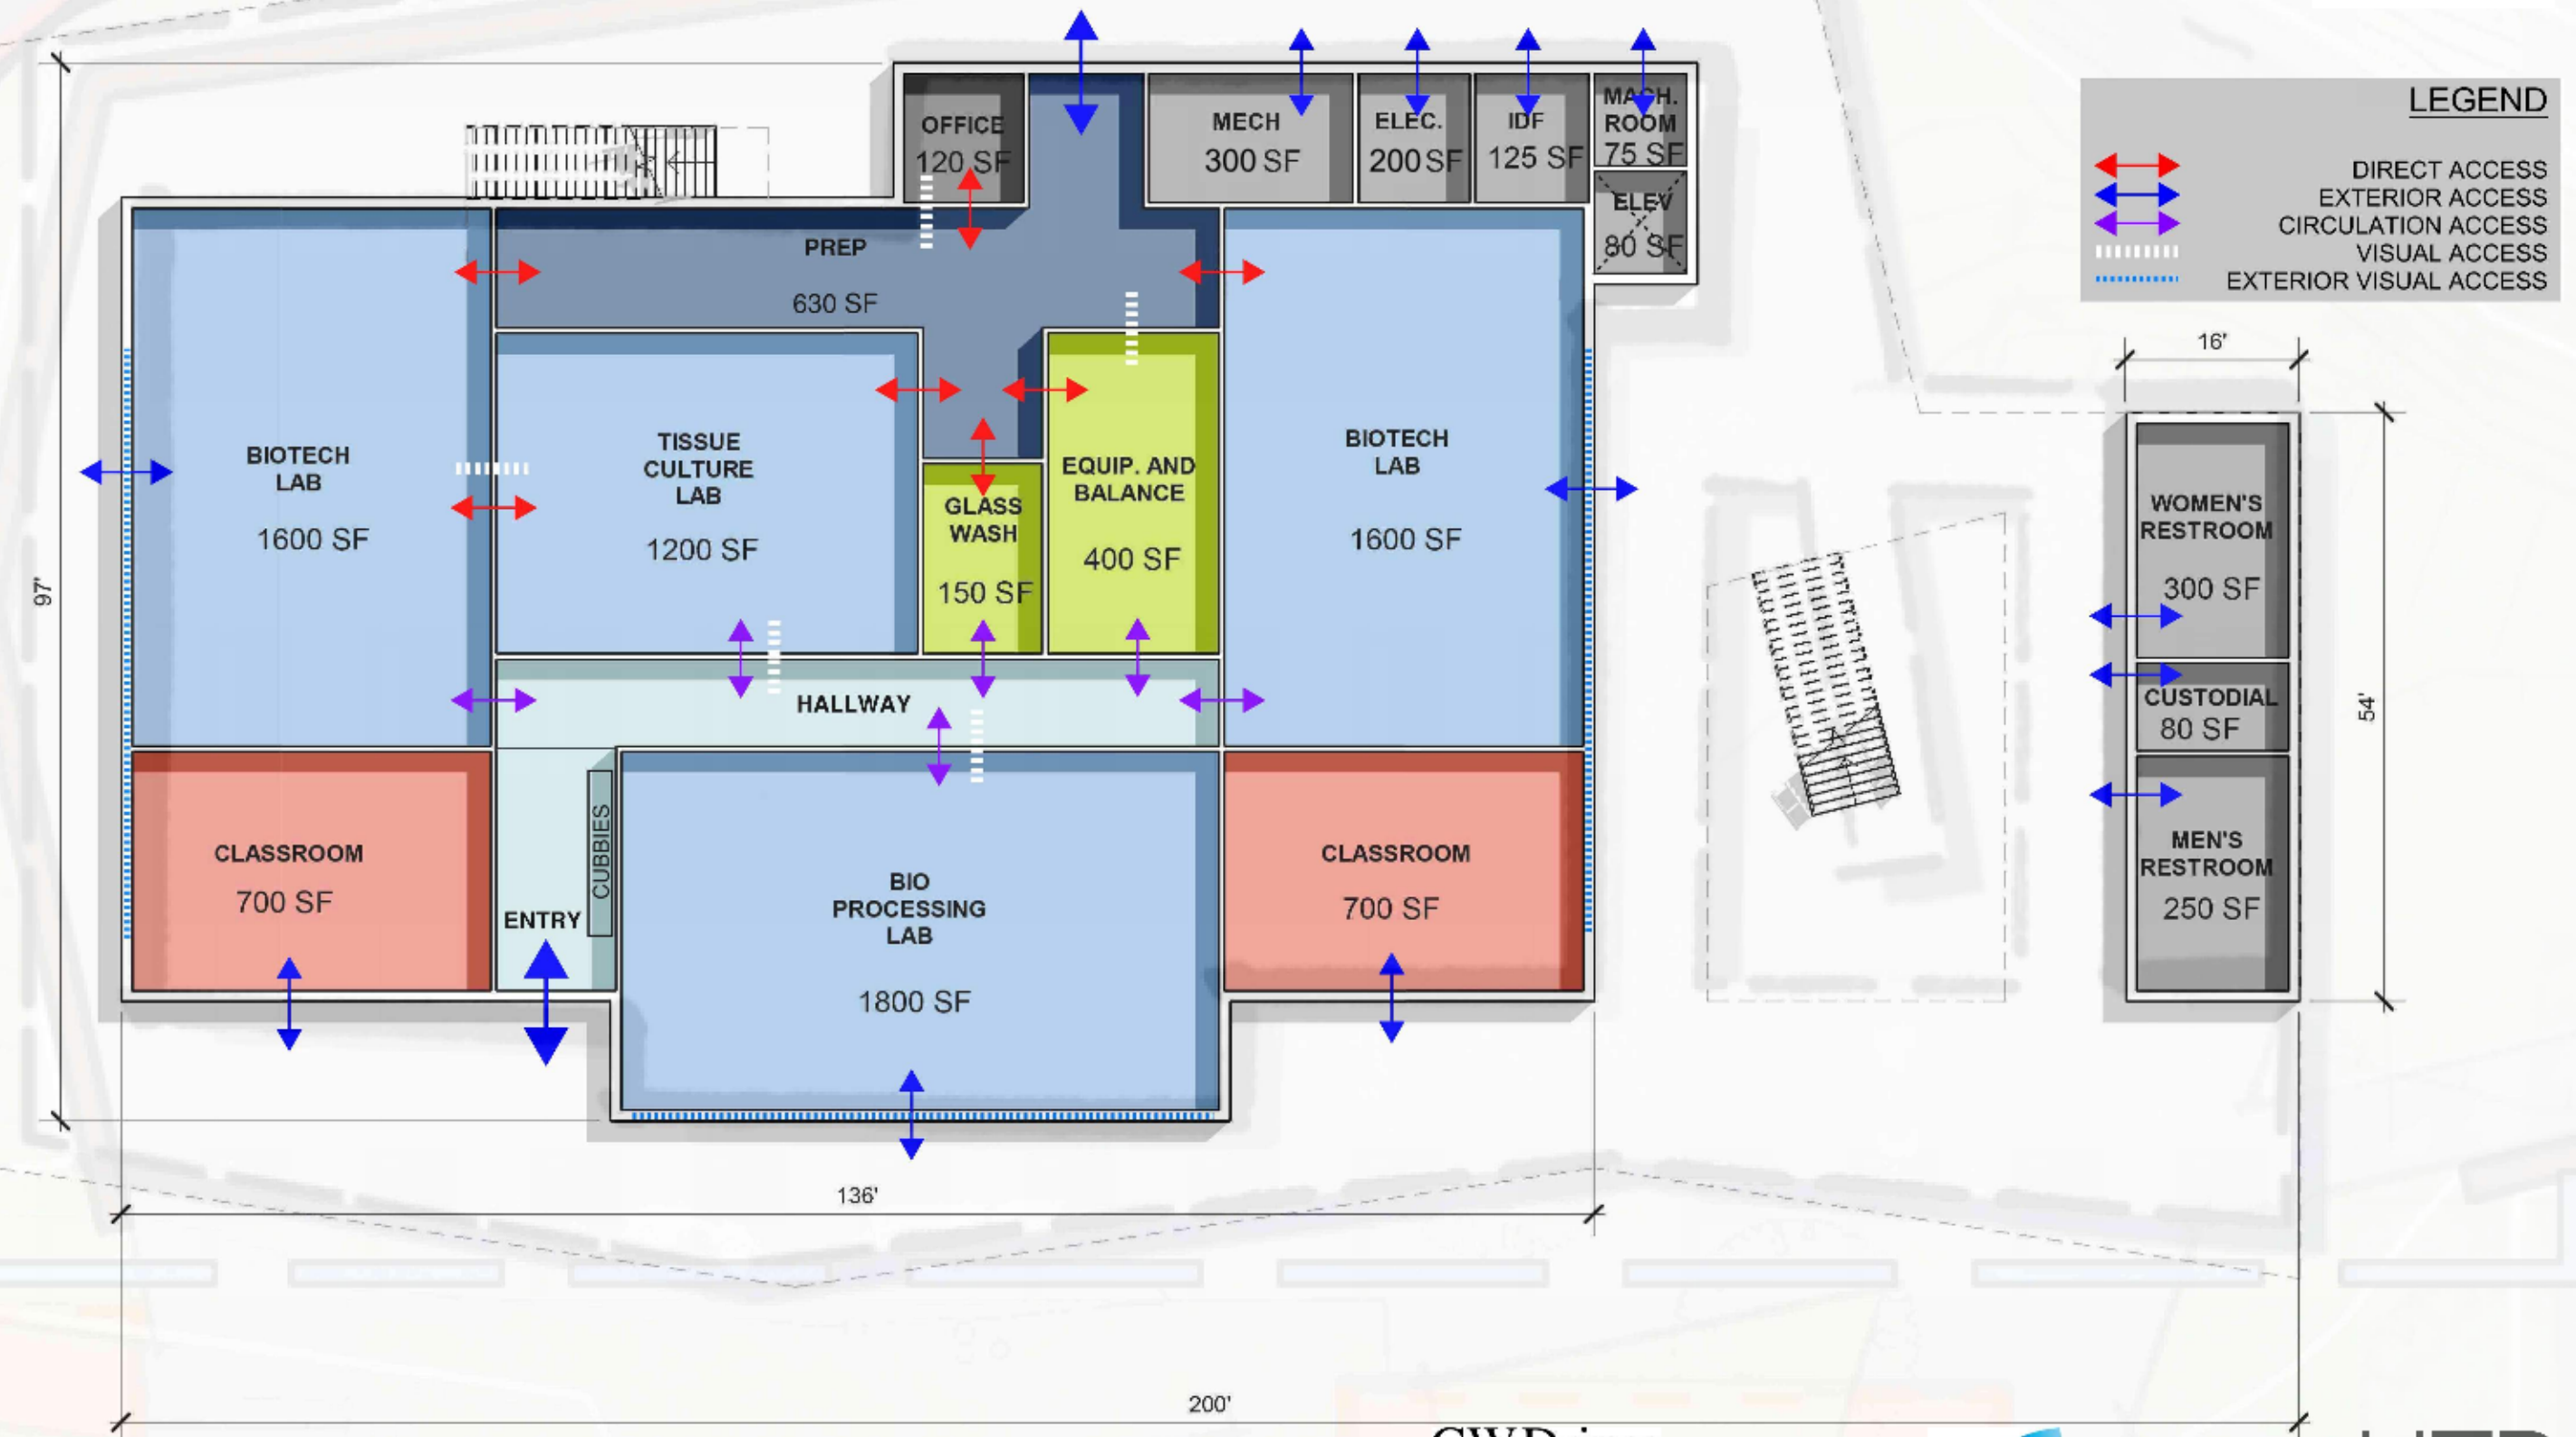 LEGEND
DIRECT ACCESS
EXTERIOR ACCESS
CIRCULATION ACCESS
VISUAL ACCESS
EXTERIOR VISUAL ACCESS
OFFICE
120 SF
MECH
300 SF
ELEC.
200 SF
IDF
125 SF
MACH.
ROOM
75 SF
ELEV
80 SF
PREP
630 SF
BIOTECH
LAB
1600 SF
TISSUE
CULTURE
LAB
1200 SF
GLASS
WASH
150 SF
EQUIP. AND
BALANCE
400 SF
BIOTECH
LAB
1600 SF
HALLWAY
CLASSROOM
700 SF
ENTRY
CUBBIES
BIO
PROCESSING
LAB
1800 SF
CLASSROOM
700 SF
WOMEN'S
RESTROOM
300 SF
CUSTODIAL
80 SF
MEN'S
RESTROOM
250 SF
16'
54'
97'
136'
200'